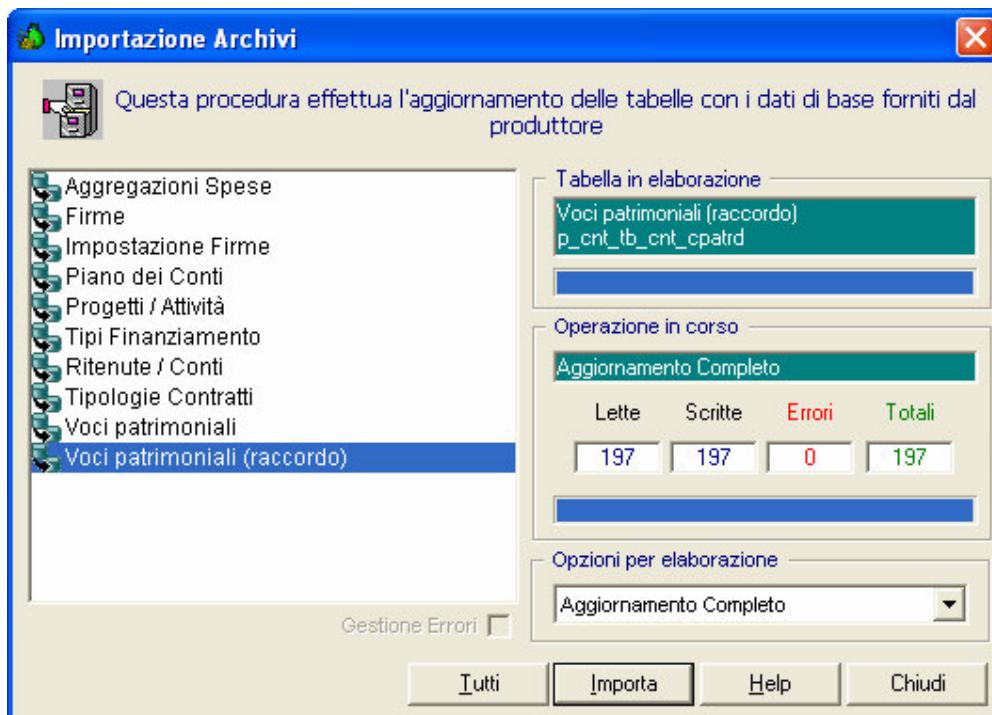 Importazione Archivi
Questa procedura effettua l'aggiornamento delle tabelle con i dati di base forniti dal
produttore
Aggregazioni Spese
Firme
Impostazione Firme
Piano dei Conti
Progetti / Attività
Tipi Finanziamento
Ritenute / Conti
Tipologie Contratti
Voci patrimoniali
Voci patrimoniali (raccordo)
Gestione Errori
Tabella in elaborazione
Voci patrimoniali (raccordo)
p_cnt_tb_cnt_cpatrd
Operazione in corso
Aggiornamento Completo
Lette Scritte Errori Totali
197 197 0 197
Opzioni per elaborazione
Aggiornamento Completo
Tutti Importa Help Chiudi